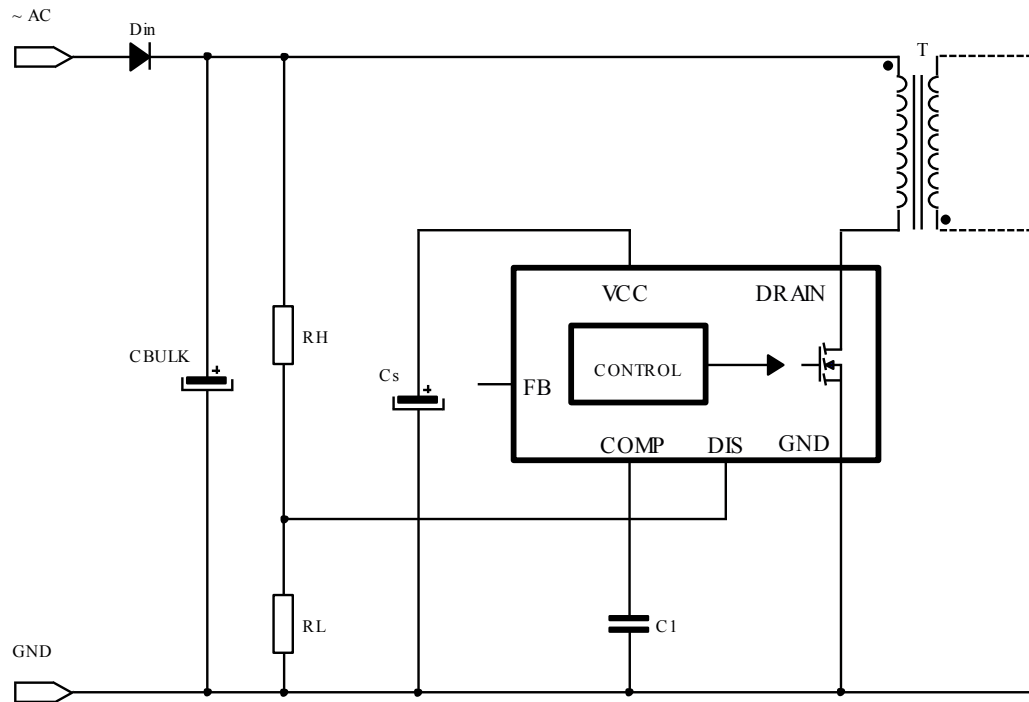 ~ AC
Din
T
VCC
DRAIN
RH
CBULK
Cs
+
+
CONTROL
FB
COMP
DIS
GND
RL
C1
GND